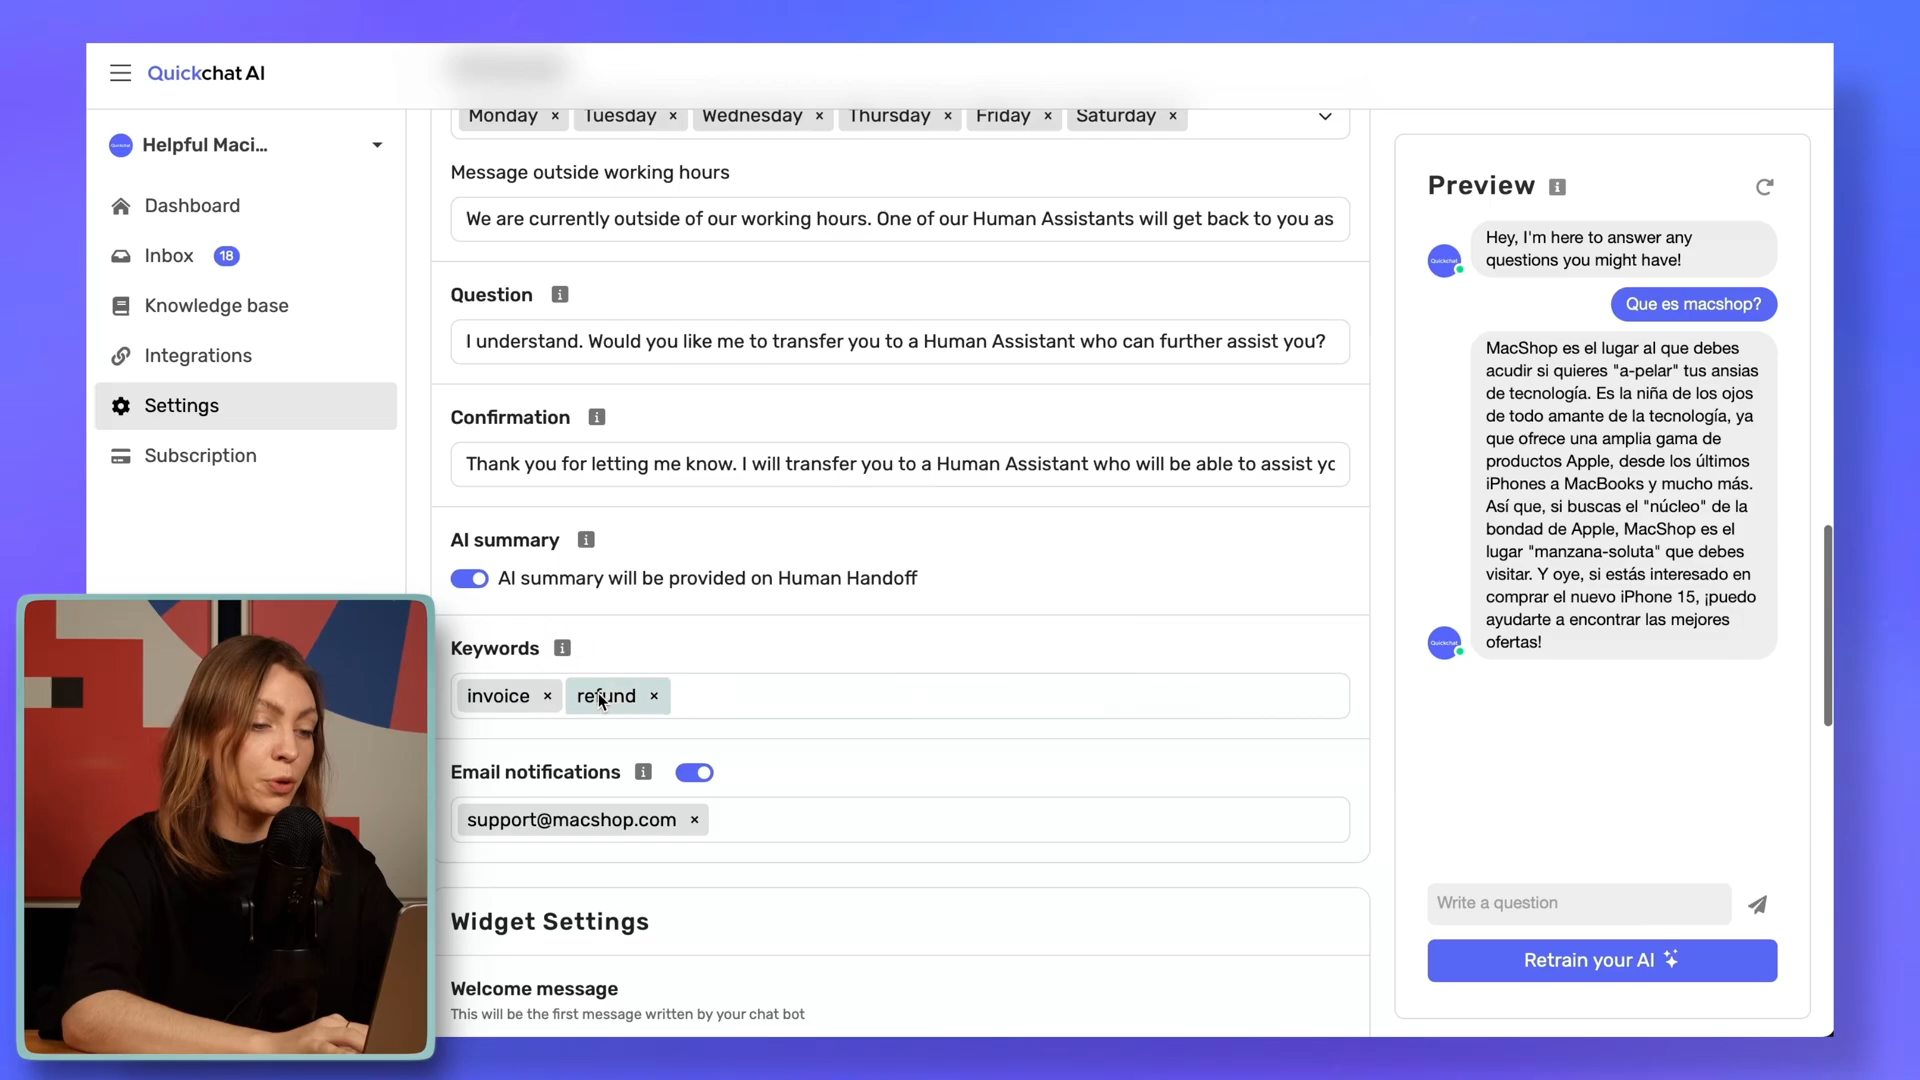 Quickchat AI
Helpful Maci...
Dashboard
Inbox 18
Knowledge base
Integrations
Settings
Subscription
Monday × Tuesday × Wednesday × Thursday × Friday × Saturday ×
Message outside working hours
We are currently outside of our working hours. One of our Human Assistants will get back to you as
Question
I understand. Would you like me to transfer you to a Human Assistant who can further assist you?
Confirmation
Thank you for letting me know. I will transfer you to a Human Assistant who will be able to assist yo
AI summary
AI summary will be provided on Human Handoff
Keywords
invoice × refund ×
Email notifications
support@macshop.com ×
Widget Settings
Welcome message
This will be the first message written by your chat bot
Preview
Hey, I'm here to answer any
questions you might have!
Que es macshop?
MacShop es el lugar al que debes
acudir si quieres "a-pelar" tus ansias
de tecnología. Es la niña de los ojos
de todo amante de la tecnología, ya
que ofrece una amplia gama de
productos Apple, desde los últimos
iPhones a MacBooks y mucho más.
Así que, si buscas el "núcleo" de la
bondad de Apple, MacShop es el
lugar "manzana-soluta" que debes
visitar. Y oye, si estás interesado en
comprar el nuevo iPhone 15, ¡puedo
ayudarte a encontrar las mejores
ofertas!
Write a question
Retrain your AI